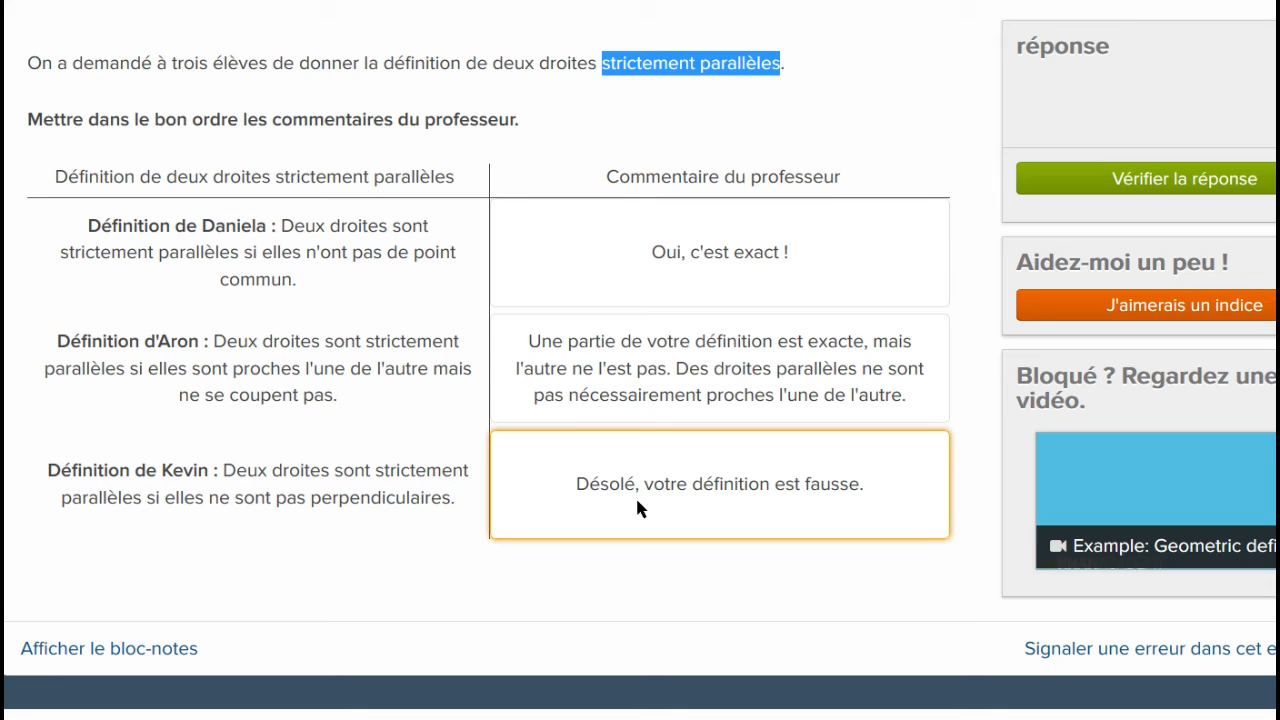 On a demandé à trois élèves de donner la définition de deux droites strictement parallèles.
Mettre dans le bon ordre les commentaires du professeur.
Définition de deux droites strictement parallèles
Commentaire du professeur
Définition de Daniela : Deux droites sont
strictement parallèles si elles n'ont pas de point
commun.
Oui, c'est exact !
Définition d'Aron : Deux droites sont strictement
parallèles si elles sont proches l'une de l'autre mais
ne se coupent pas.
Une partie de votre définition est exacte, mais
l'autre ne l'est pas. Des droites parallèles ne sont
pas nécessairement proches l'une de l'autre.
Définition de Kevin : Deux droites sont strictement
parallèles si elles ne sont pas perpendiculaires.
Désolé, votre définition est fausse.
réponse
Vérifier la réponse
Aidez-moi un peu !
J'aimerais un indice
Bloqué ? Regardez une
vidéo.
Example: Geometric defi
Afficher le bloc-notes
Signaler une erreur dans cet e